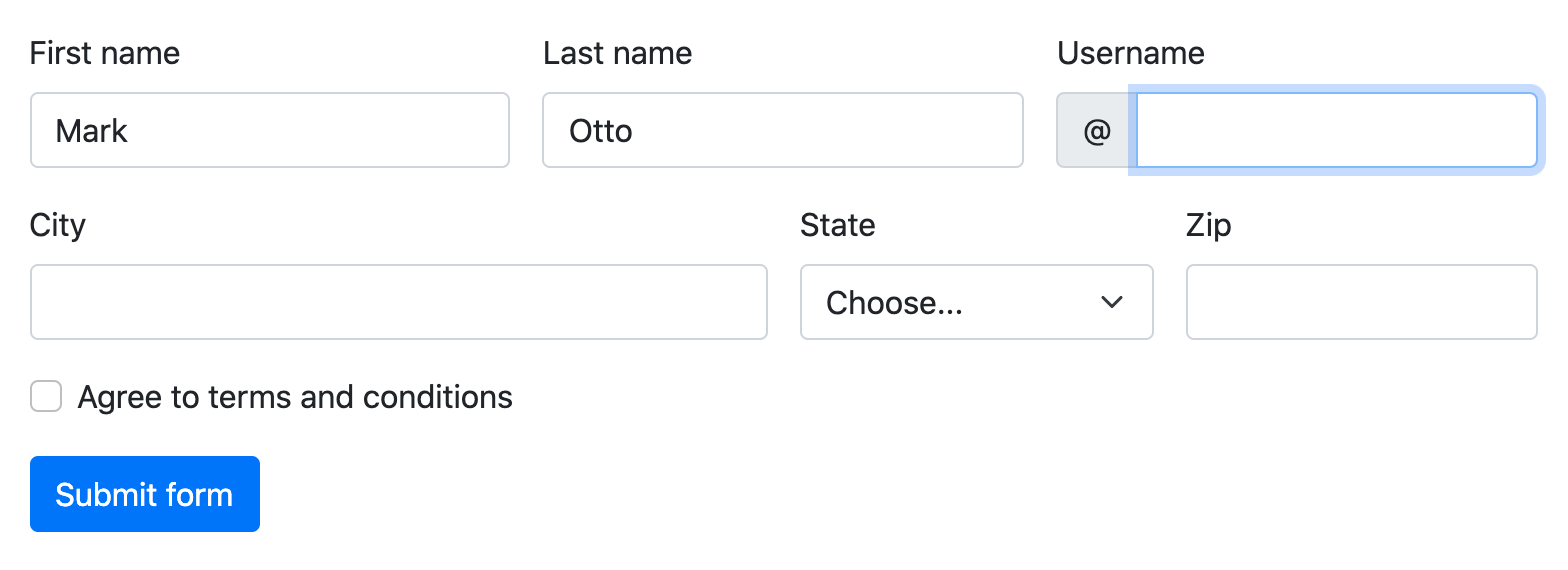 First name Last name Username
Mark Otto @
City State Zip
Choose...
Agree to terms and conditions
Submit form